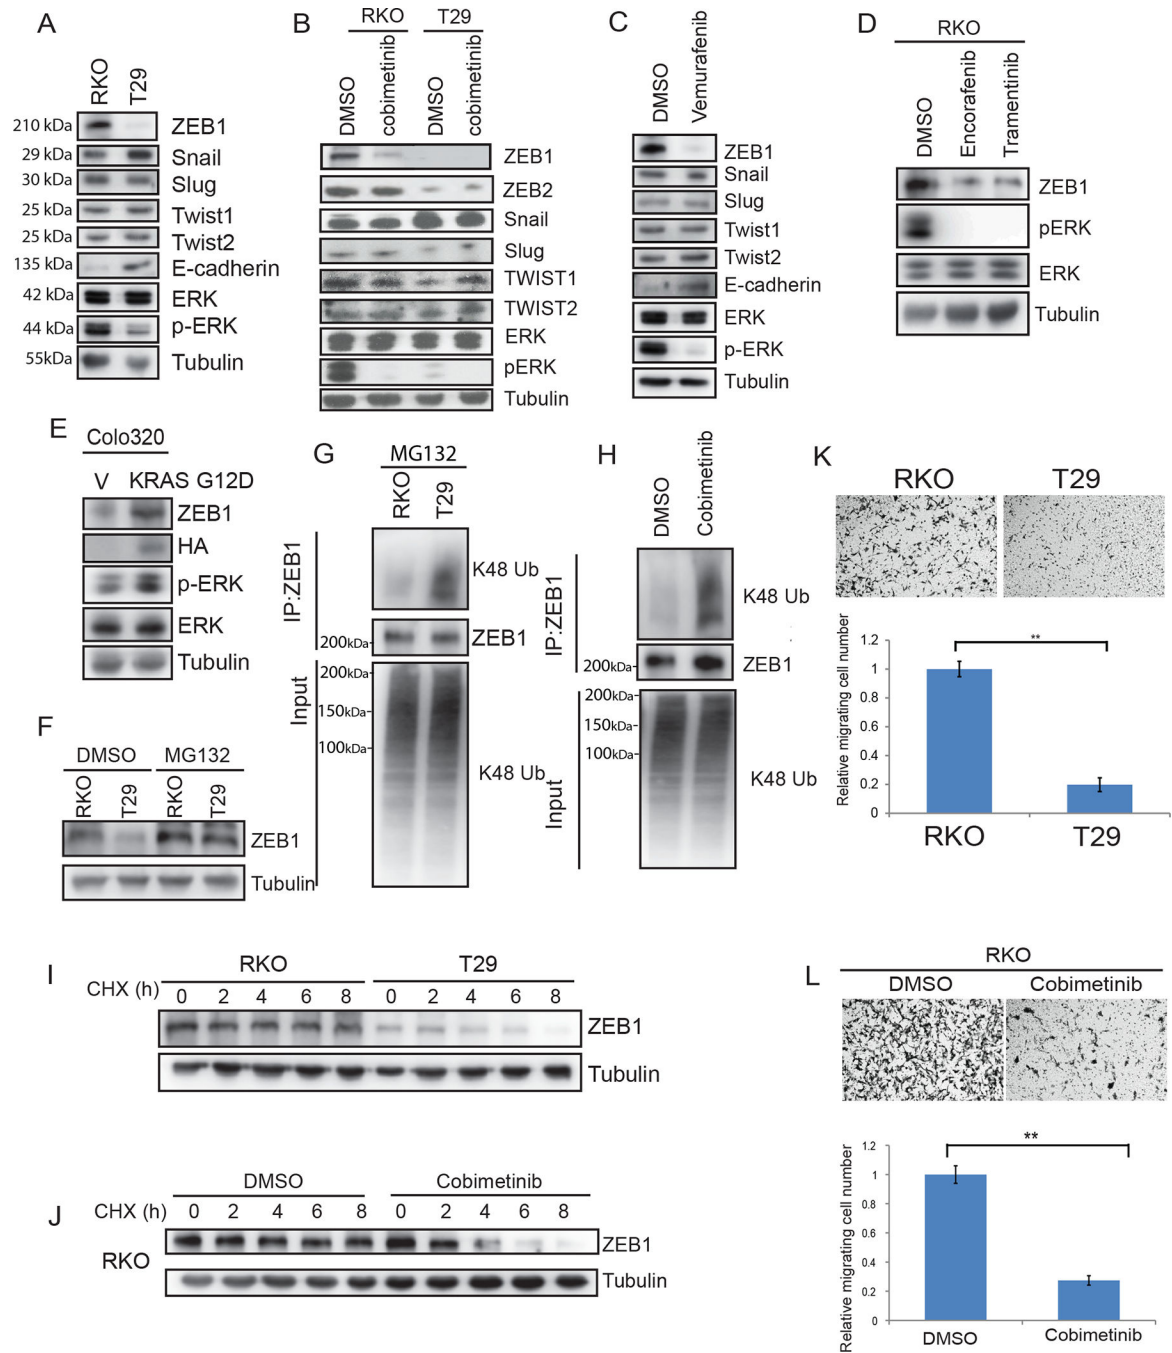 A
RKO
T29
210 kDa
ZEB1
29 kDa
Snail
30 kDa
Slug
25 kDa
Twist1
25 kDa
Twist2
135 kDa
E-cadherin
42 kDa
ERK
44 kDa
p-ERK
55kDa
Tubulin
B
RKO
T29
DMSO
cobimetinib
DMSO
cobimetinib
ZEB1
ZEB2
Snail
Slug
TWIST1
TWIST2
ERK
pERK
Tubulin
C
DMSO
Vemurafenib
ZEB1
Snail
Slug
Twist1
Twist2
E-cadherin
ERK
p-ERK
Tubulin
D
RKO
DMSO
Encorafenib
Tramentinib
ZEB1
pERK
ERK
Tubulin
E
Colo320
V KRAS G12D
ZEB1
HA
p-ERK
ERK
Tubulin
F
DMSO MG132
RKO
T29
RKO
T29
ZEB1
Tubulin
G
MG132
RKO
T29
IP:ZEB1
K48 Ub
200kDa
ZEB1
Input
200kDa
150kDa
100kDa
K48 Ub
H
DMSO
Cobimetinib
IP:ZEB1
K48 Ub
200kDa
ZEB1
Input
200kDa
150kDa
100kDa
K48 Ub
I
RKO T29
CHX (h) 0 2 4 6 8 0 2 4 6 8
ZEB1
Tubulin
J
DMSO Cobimetinib
CHX (h) 0 2 4 6 8 0 2 4 6 8
RKO
ZEB1
Tubulin
K
RKO T29
Relative migrating cell number
1.2
1
0.8
0.6
0.4
0.2
0
**
RKO T29
L
RKO
DMSO Cobimetinib
Relative migrating cell number
1.2
1
0.8
0.6
0.4
0.2
0
**
DMSO Cobimetinib